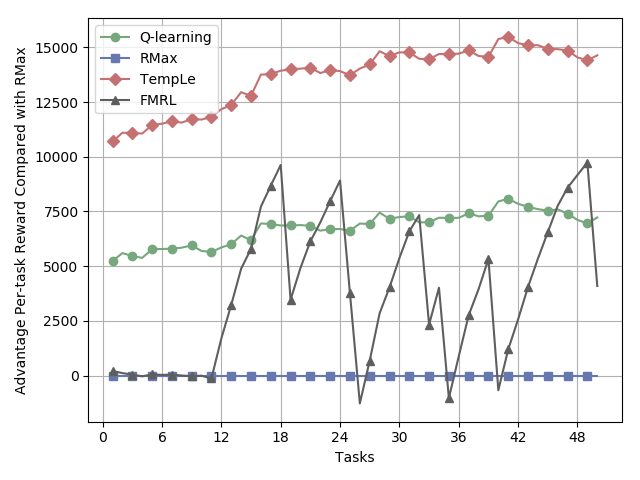 Q-learning
RMax
TempLe
FMRL
15000
12500
10000
7500
5000
2500
0
Advantage Per-task Reward Compared with RMax
0 6 12 18 24 30 36 42 48
Tasks